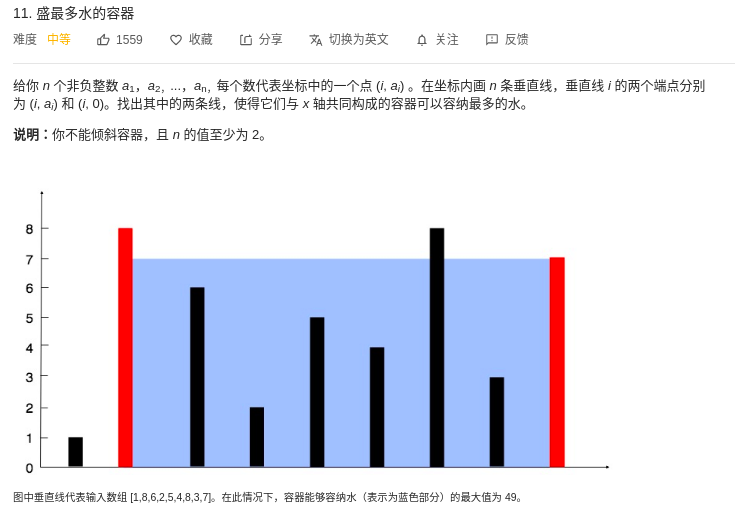 11. 盛最多水的容器
难度 中等 1559 收藏 分享 切换为英文 关注 反馈
给你 n 个非负整数 a1，a2，...，an，每个数代表坐标中的一个点 (i, ai) 。在坐标内画 n 条垂直线，垂直线 i 的两个端点分别
为 (i, ai) 和 (i, 0)。找出其中的两条线，使得它们与 x 轴共同构成的容器可以容纳最多的水。
说明：你不能倾斜容器，且 n 的值至少为 2。
8
7
6
5
4
3
2
1
0
图中垂直线代表输入数组 [1,8,6,2,5,4,8,3,7]。在此情况下，容器能够容纳水（表示为蓝色部分）的最大值为 49。